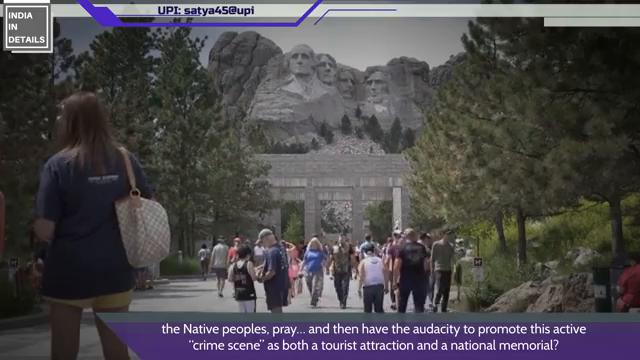 INDIA
IN
DETAILS
UPI: satya45@upi
the Native peoples, pray... and then have the audacity to promote this active
“crime scene” as both a tourist attraction and a national memorial?